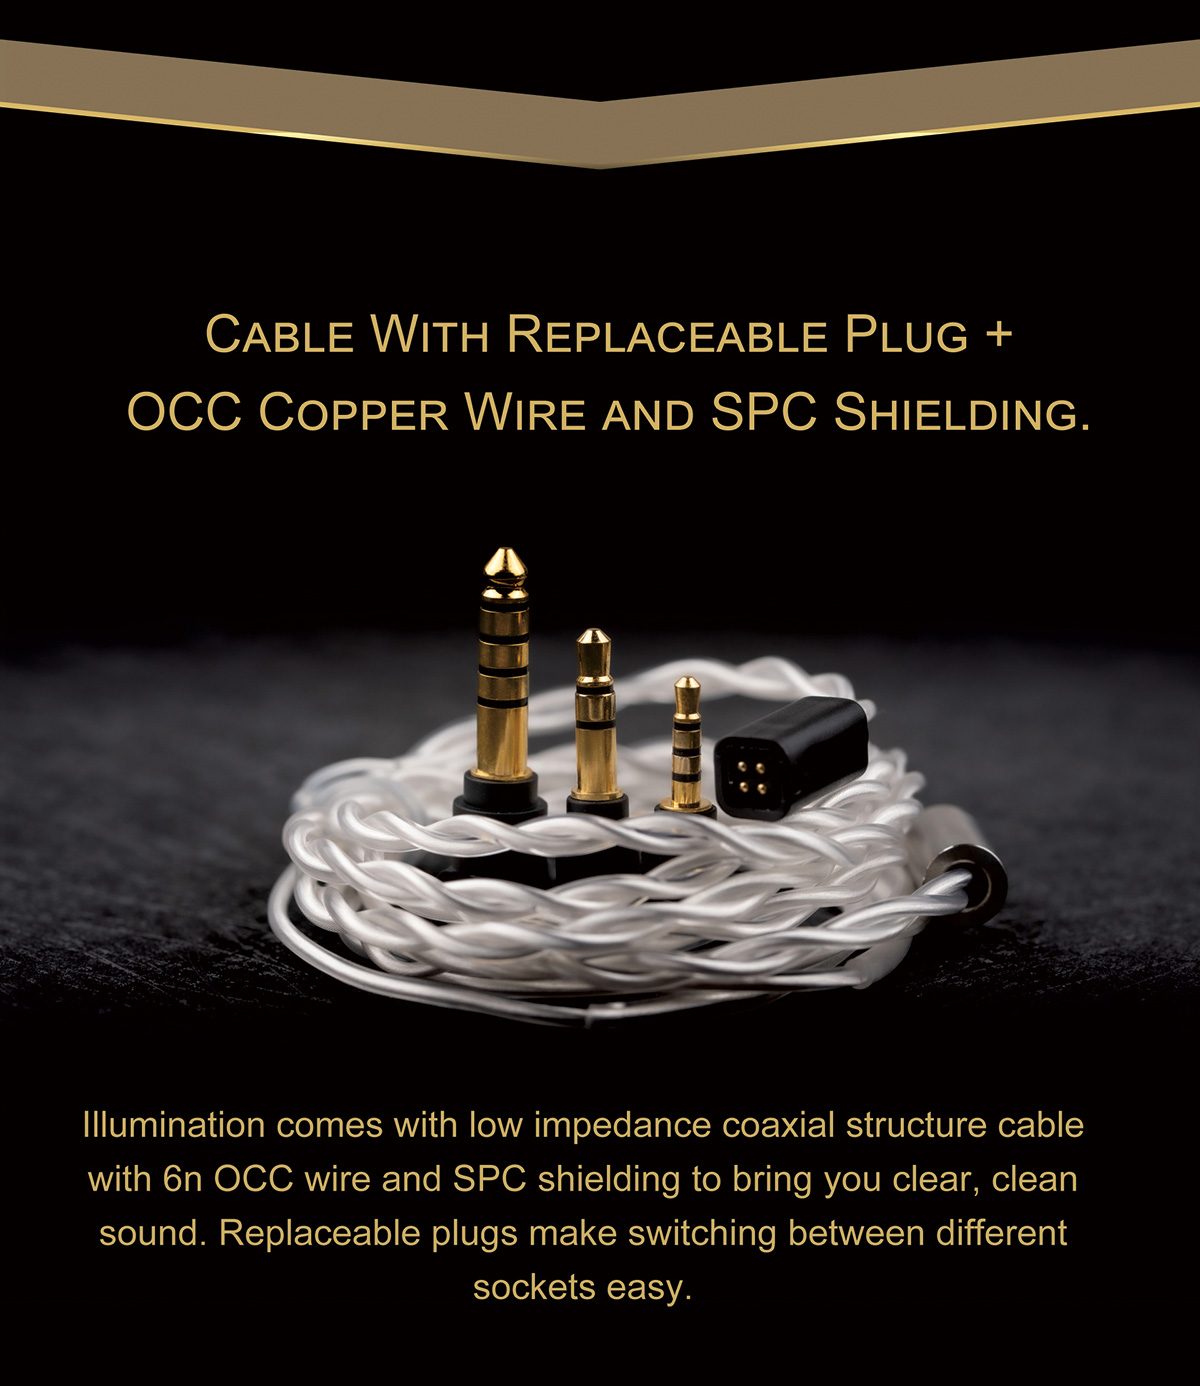 Cable With Replaceable Plug +
OCC Copper Wire and SPC Shielding.
Illumination comes with low impedance coaxial structure cable
with 6n OCC wire and SPC shielding to bring you clear, clean
sound. Replaceable plugs make switching between different
sockets easy.